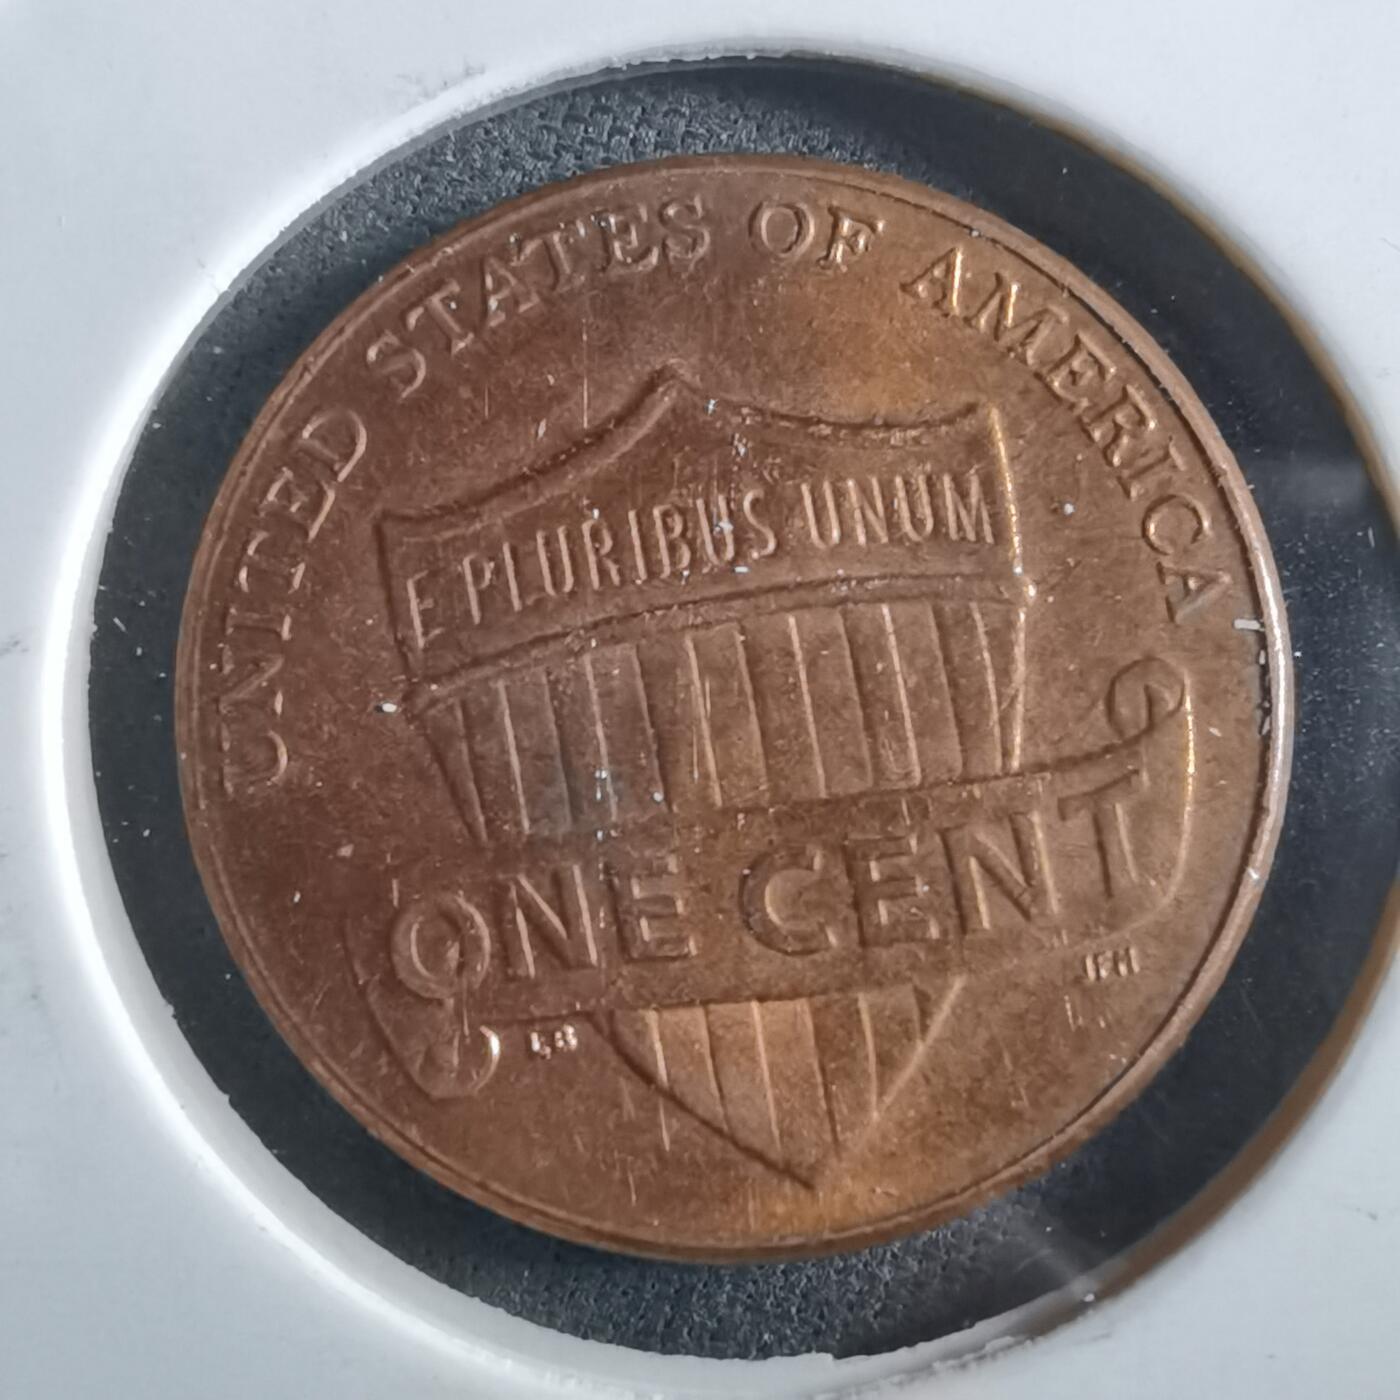 UNITED STATES OF AMERICA
E PLURIBUS UNUM
ONE CENT
LB
JFM